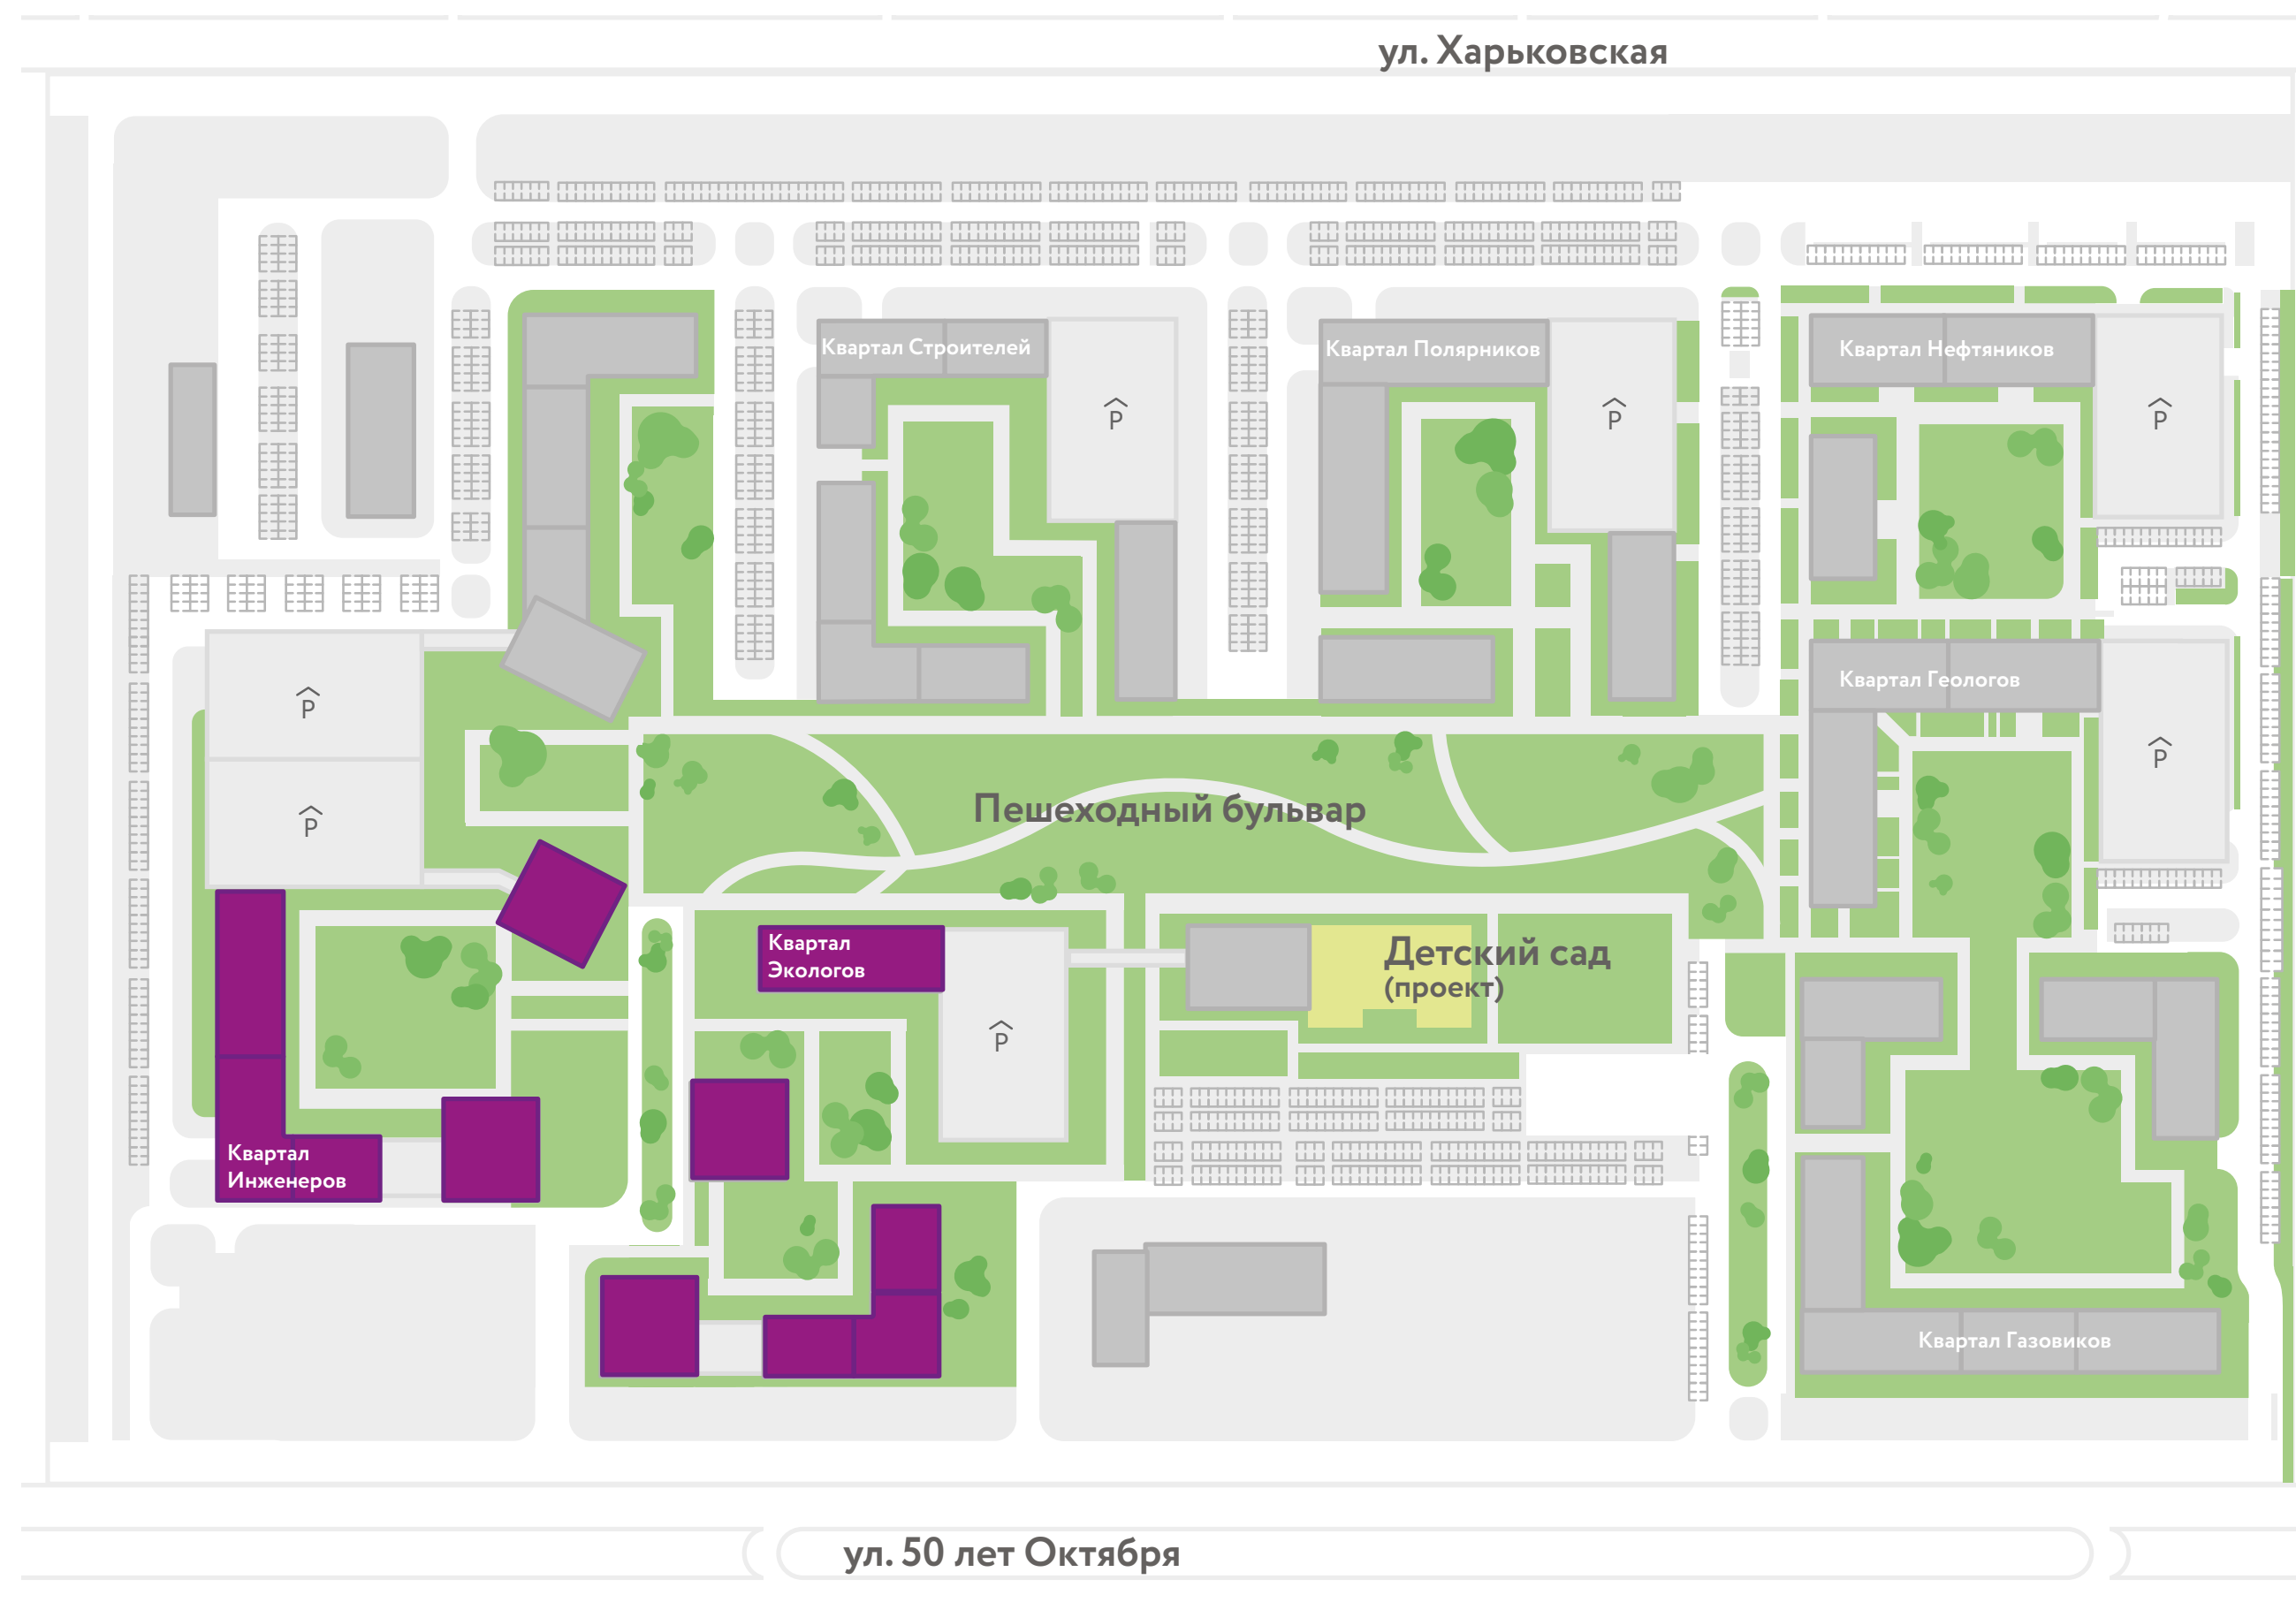 ул. Харьковская
Квартал Строителей
Квартал Полярников
Квартал Нефтяников
P
P
P
Квартал Геологов
P
P
P
Пешеходный бульвар
Квартал
Экологов
Детский сад
(проект)
P
Квартал
Инженеров
Квартал Газовиков
ул. 50 лет Октября